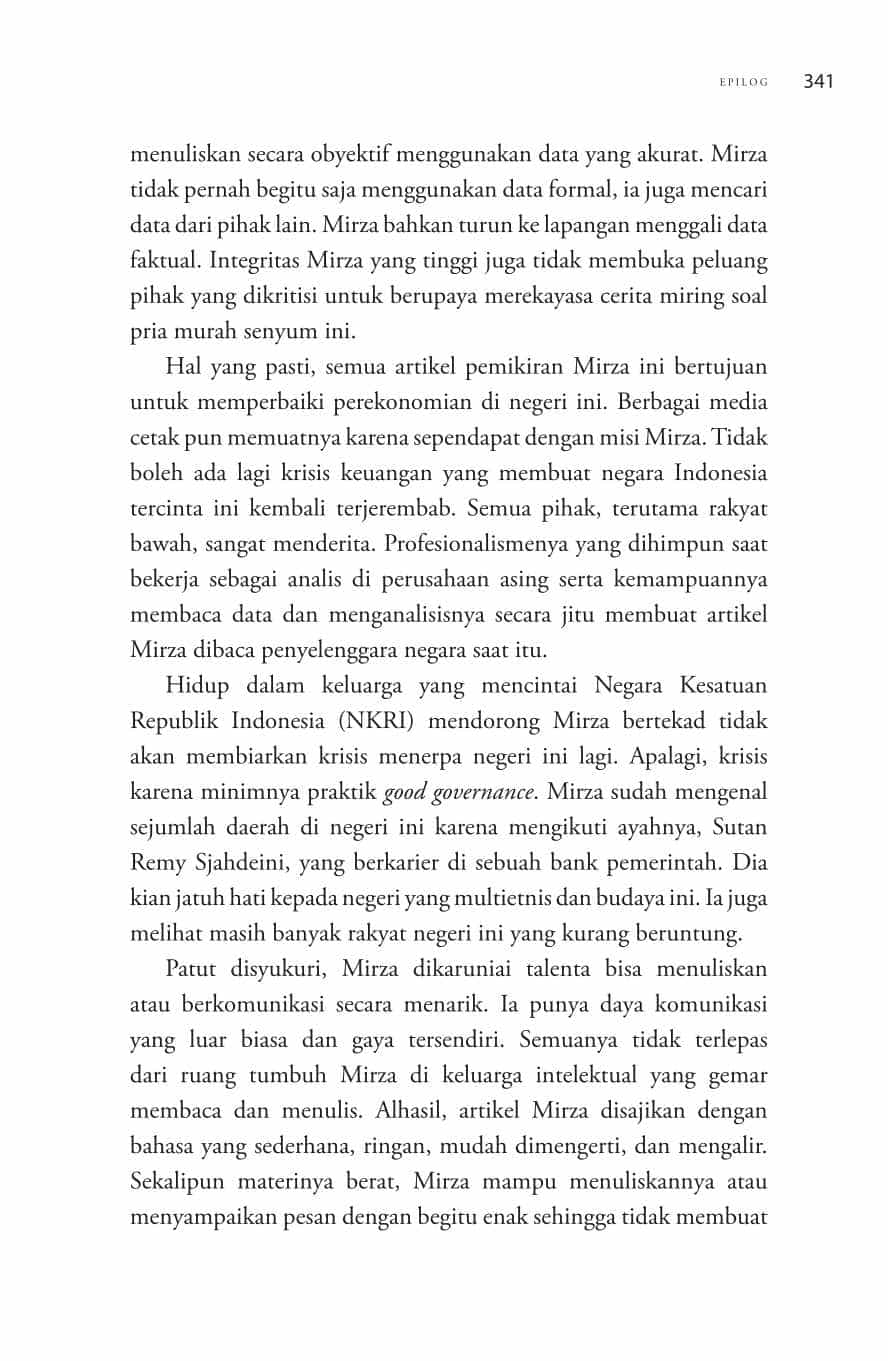 EPILOG 341
menuliskan secara obyektif menggunakan data yang akurat. Mirza
tidak pernah begitu saja menggunakan data formal, ia juga mencari
data dari pihak lain. Mirza bahkan turun ke lapangan menggali data
faktual. Integritas Mirza yang tinggi juga tidak membuka peluang
pihak yang dikritisi untuk berupaya merekayasa cerita miring soal
pria murah senyum ini.
Hal yang pasti, semua artikel pemikiran Mirza ini bertujuan
untuk memperbaiki perekonomian di negeri ini. Berbagai media
cetak pun memuatnya karena sependapat dengan misi Mirza. Tidak
boleh ada lagi krisis keuangan yang membuat negara Indonesia
tercinta ini kembali terjerembab. Semua pihak, terutama rakyat
bawah, sangat menderita. Profesionalismenya yang dihimpun saat
bekerja sebagai analis di perusahaan asing serta kemampuannya
membaca data dan menganalisisnya secara jitu membuat artikel
Mirza dibaca penyelenggara negara saat itu.
Hidup dalam keluarga yang mencintai Negara Kesatuan
Republik Indonesia (NKRI) mendorong Mirza bertekad tidak
akan membiarkan krisis menerpa negeri ini lagi. Apalagi, krisis
karena minimnya praktik good governance. Mirza sudah mengenal
sejumlah daerah di negeri ini karena mengikuti ayahnya, Sutan
Remy Sjahdeini, yang berkarier di sebuah bank pemerintah. Dia
kian jatuh hati kepada negeri yang multietnis dan budaya ini. Ia juga
melihat masih banyak rakyat negeri ini yang kurang beruntung.
Patut disyukuri, Mirza dikaruniai talenta bisa menuliskan
atau berkomunikasi secara menarik. Ia punya daya komunikasi
yang luar biasa dan gaya tersendiri. Semuanya tidak terlepas
dari ruang tumbuh Mirza di keluarga intelektual yang gemar
membaca dan menulis. Alhasil, artikel Mirza disajikan dengan
bahasa yang sederhana, ringan, mudah dimengerti, dan mengalir.
Sekalipun materinya berat, Mirza mampu menuliskannya atau
menyampaikan pesan dengan begitu enak sehingga tidak membuat